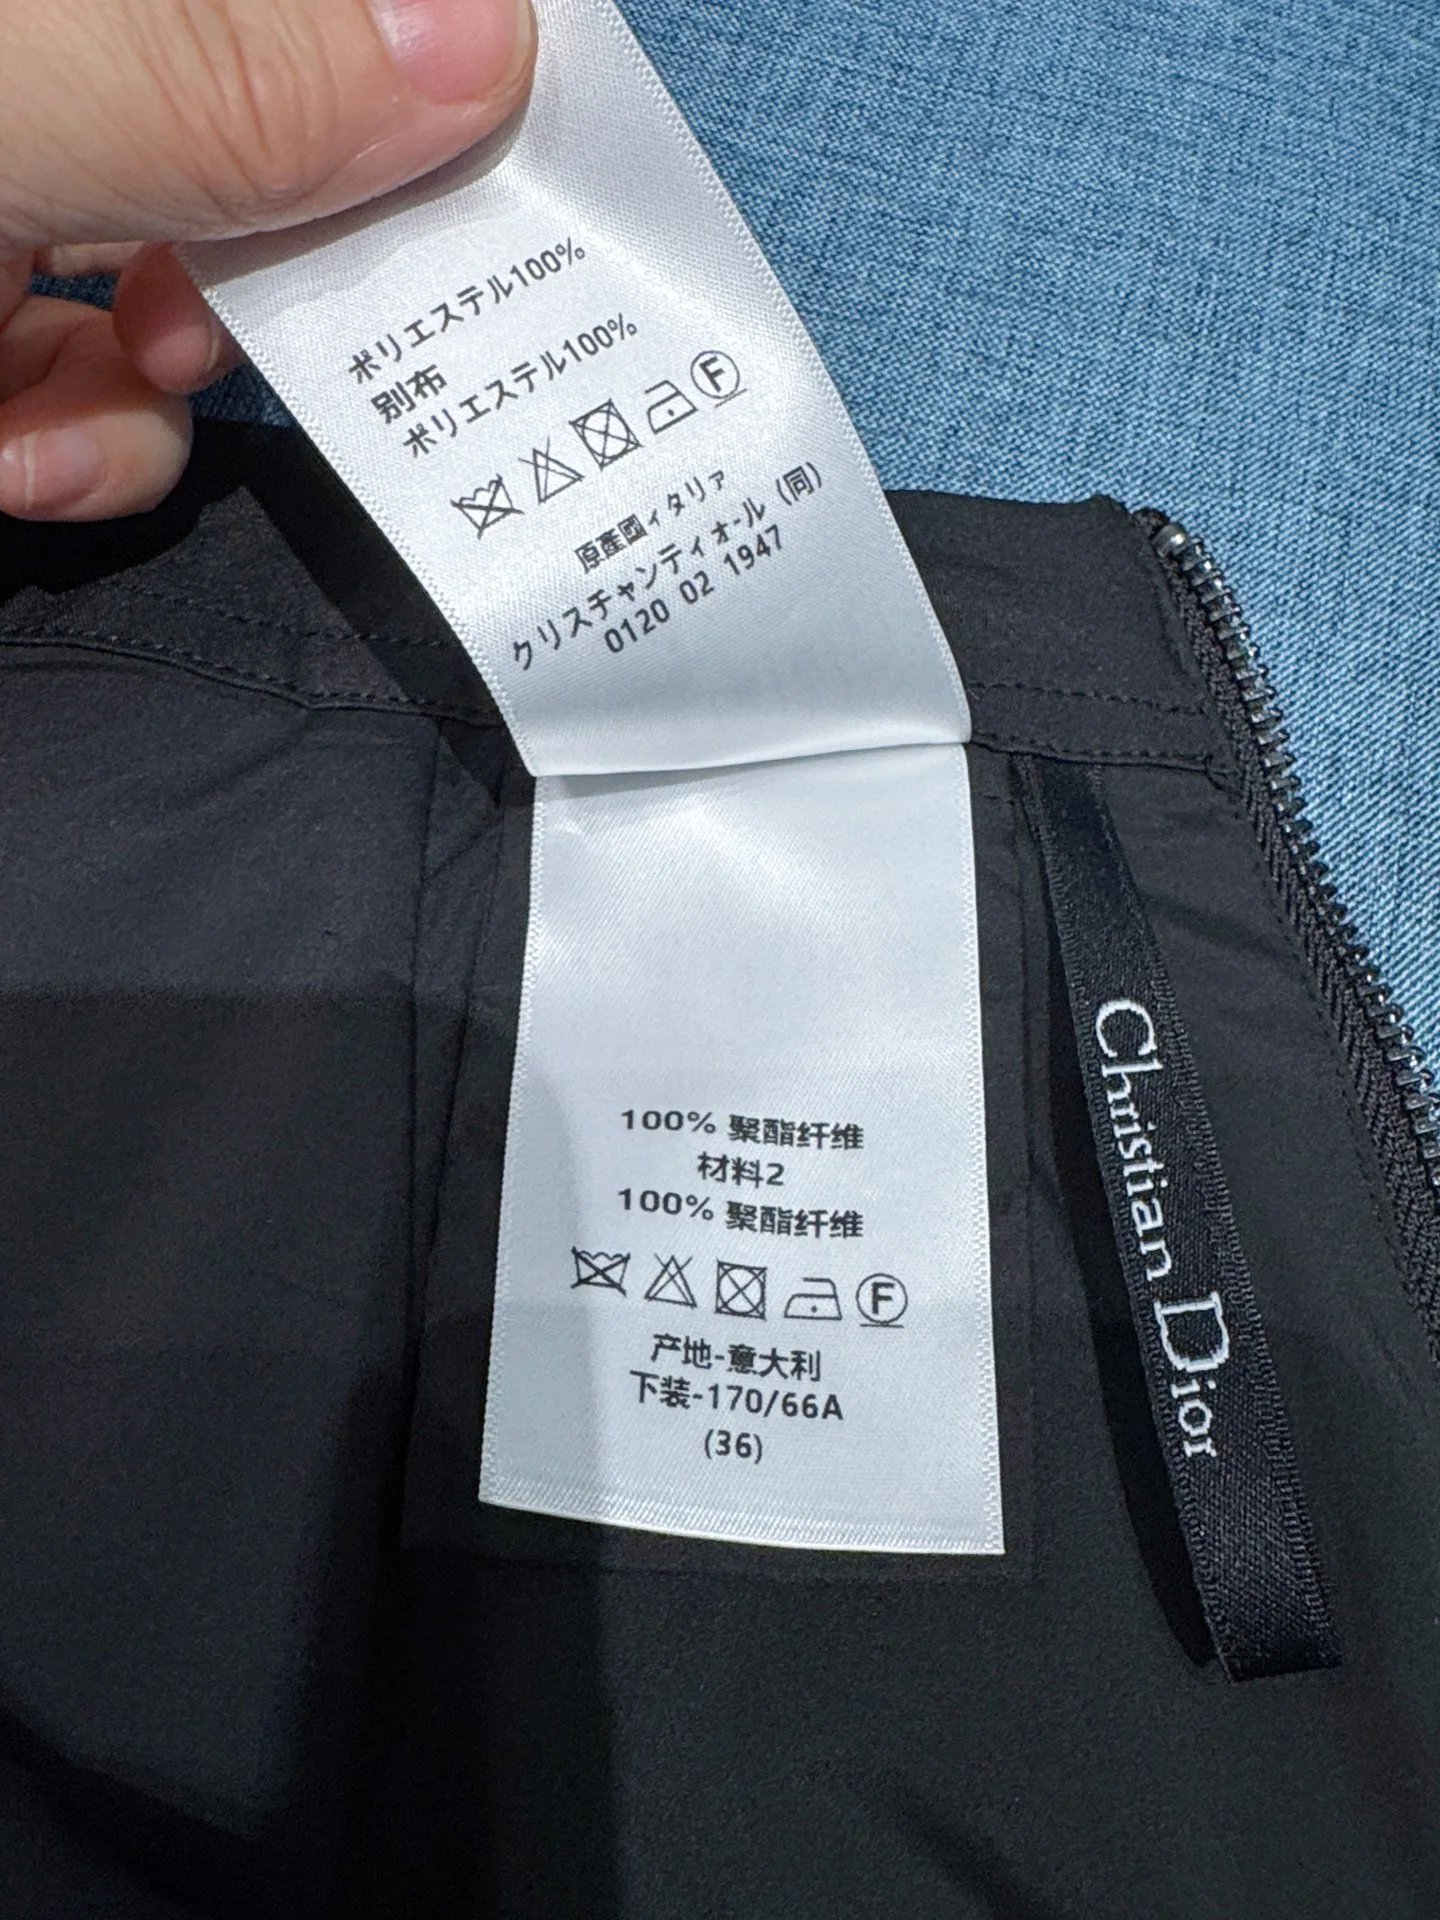 ポリエステル100%
別布
ポリエステル100%
F
原産國イタリア
クリスチャンディオール (同)
0120 02 1947
100% 聚酯纤维
材料2
100% 聚酯纤维
F
产地-意大利
下装-170/66A
(36)
Christian Dior